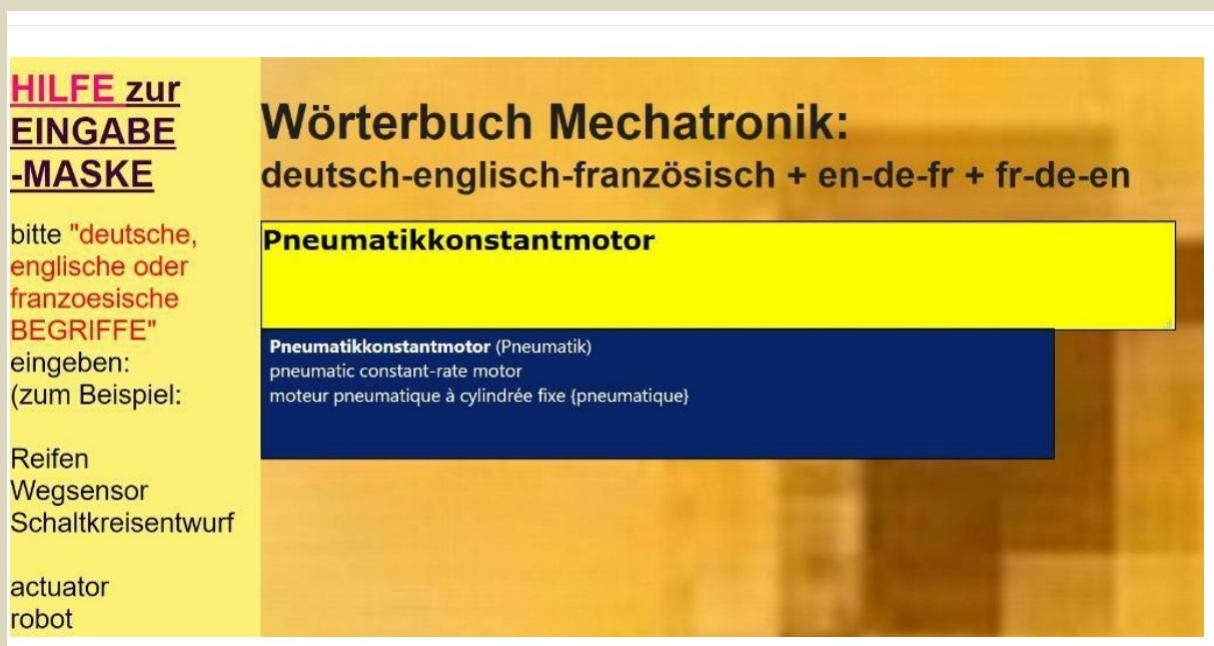 HILFE zur
EINGABE
-MASKE
bitte "deutsche,
englische oder
franzoesische
BEGRIFFE"
eingeben:
(zum Beispiel:
Reifen
Wegsensor
Schaltkreisentwurf
actuator
robot
Wörterbuch Mechatronik:
deutsch-englisch-französisch + en-de-fr + fr-de-en
Pneumatikkonstantmotor
Pneumatikkonstantmotor (Pneumatik)
pneumatic constant-rate motor
moteur pneumatique à cylindrée fixe {pneumatique}